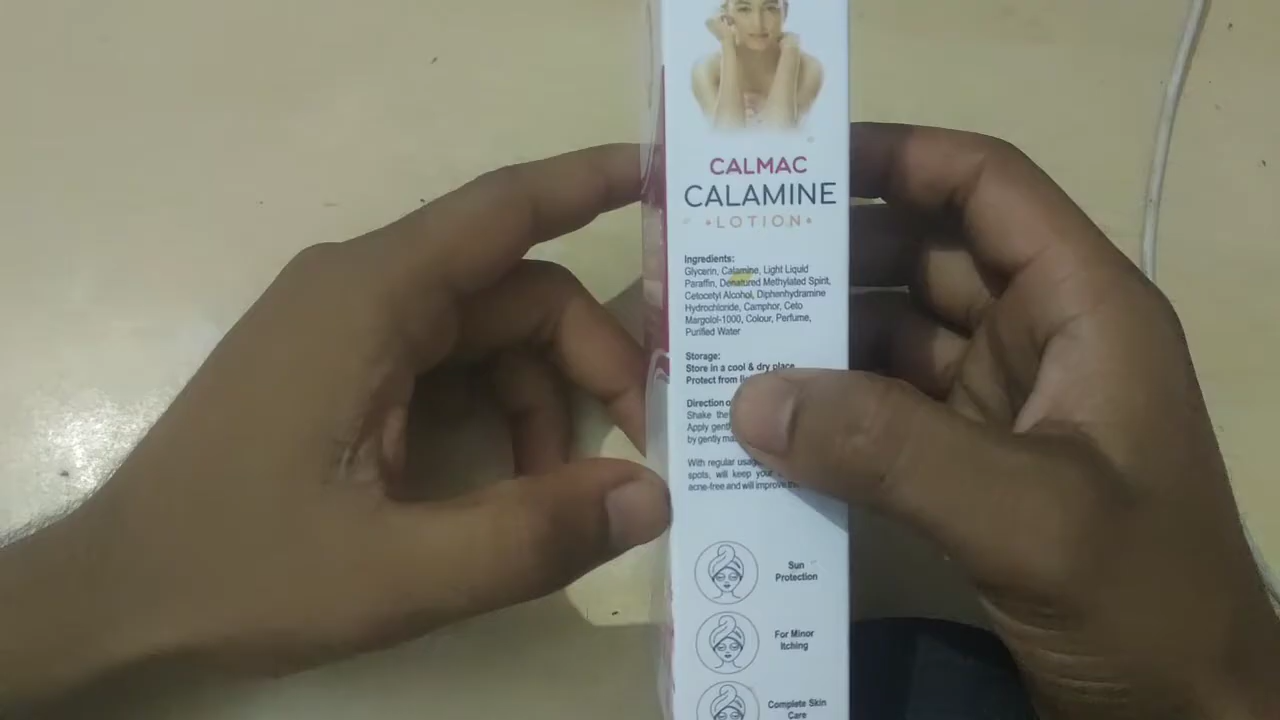 CALMAC
CALAMINE
•LOTION•
Ingredients:
Glycerin, Calamine, Light Liquid
Paraffin, Denatured Methylated Spirit,
Cetocetyl Alcohol, Diphenhydramine
Hydrochloride, Camphor, Ceto
Margolol-1000, Colour, Perfume,
Purified Water
Storage:
Store in a cool & dry place
Protect from
Direction
Shake the
Apply
by gently
With regular
spots, will keep your
acne-free and will improve
Sun
Protection
For Minor
Itching
Complete Skin
Care